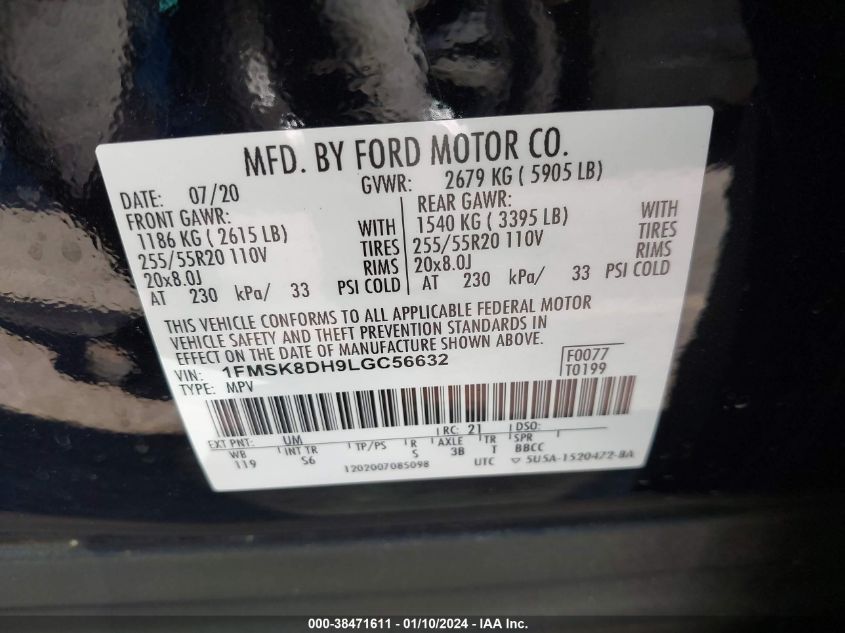 MFD. BY FORD MOTOR CO.
DATE: 07/20 GVWR: 2679 KG ( 5905 LB)
FRONT GAWR: REAR GAWR:
1186 KG ( 2615 LB) WITH 1540 KG ( 3395 LB) WITH
255/55R20 110V TIRES 255/55R20 110V TIRES
20x8.0J RIMS 20x8.0J RIMS
AT 230 kPa/ 33 PSI COLD AT 230 kPa/ 33 PSI COLD
THIS VEHICLE CONFORMS TO ALL APPLICABLE FEDERAL MOTOR
VEHICLE SAFETY AND THEFT PREVENTION STANDARDS IN
EFFECT ON THE DATE OF MANUFACTURE SHOWN ABOVE.
VIN: 1FMSK8DH9LGC56632 F0077
TYPE: MPV T0199
EXT PNT: UM RC: 21 DSO:
WB INT TR TP/PS R AXLE TR SPR
119 S6 S 3B T BBCC
1202007085098 UTC 5U5A-1520472-BA
000-38471611 - 01/10/2024 - IAA Inc.